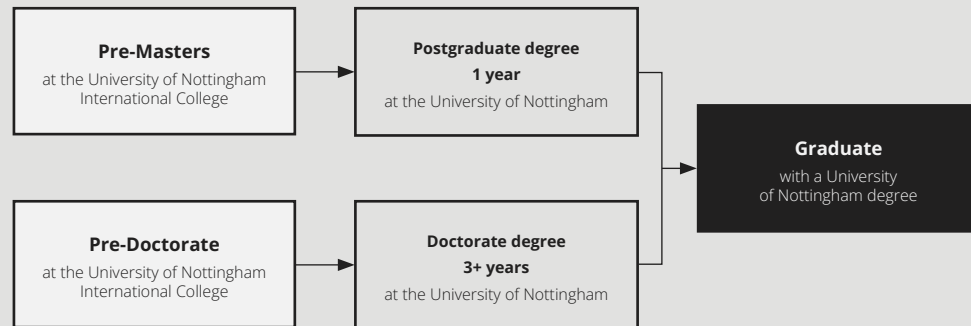 Pre-Masters
at the University of Nottingham
International College
Postgraduate degree
1 year
at the University of Nottingham
Graduate
with a University
of Nottingham degree
Pre-Doctorate
at the University of Nottingham
International College
Doctorate degree
3+ years
at the University of Nottingham